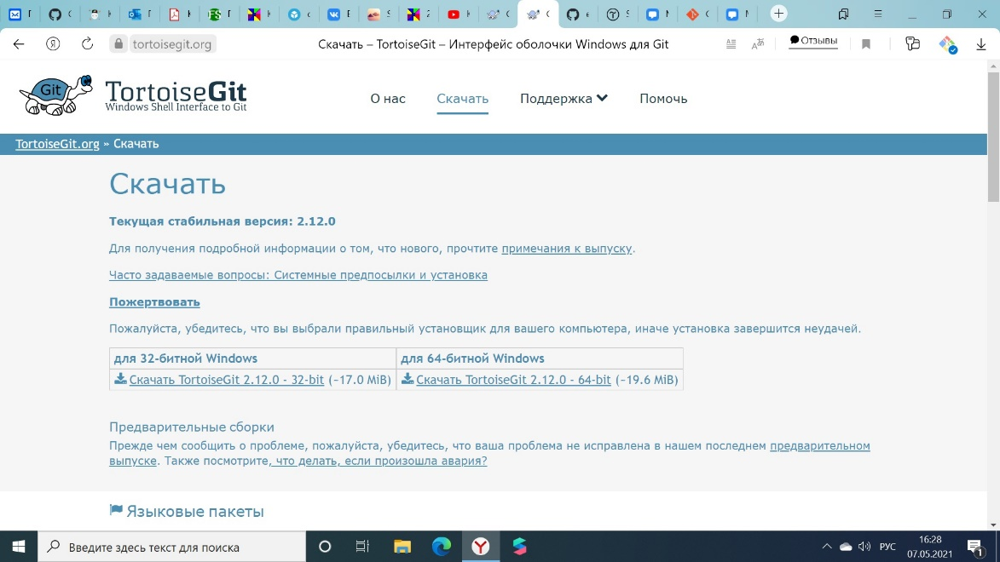 tortoisegit.org
Скачать – TortoiseGit – Интерфейс оболочки Windows для Git
Отзывы
Git
TortoiseGit
Windows Shell Interface to Git
О нас
Скачать
Поддержка
Помочь
TortoiseGit.org » Скачать
Скачать
Текущая стабильная версия: 2.12.0
Для получения подробной информации о том, что нового, прочтите примечания к выпуску.
Часто задаваемые вопросы: Системные предпосылки и установка
Пожертвовать
Пожалуйста, убедитесь, что вы выбрали правильный установщик для вашего компьютера, иначе установка завершится неудачей.
для 32-битной Windows
для 64-битной Windows
Скачать TortoiseGit 2.12.0 - 32-bit (~17.0 MiB)
Скачать TortoiseGit 2.12.0 - 64-bit (~19.6 MiB)
Предварительные сборки
Прежде чем сообщить о проблеме, пожалуйста, убедитесь, что ваша проблема не исправлена в нашем последнем предварительном
выпуске. Также посмотрите, что делать, если произошла авария?
Языковые пакеты
Введите здесь текст для поиска
РУС
16:28
07.05.2021
1